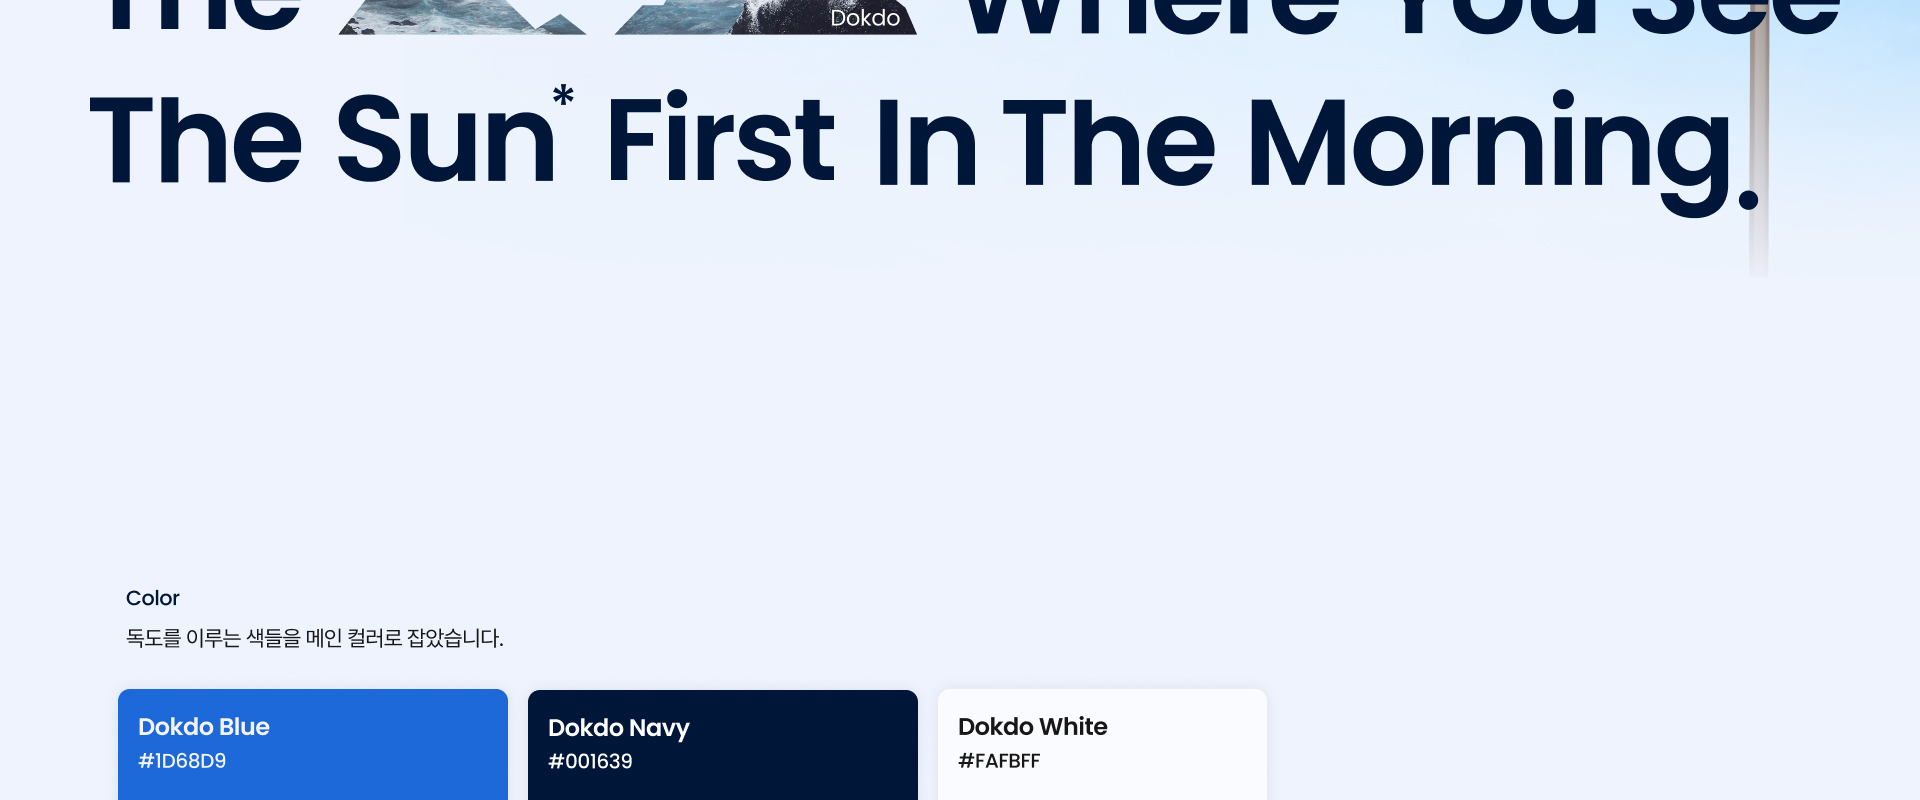 The Dokdo Where You See
The Sun* First In The Morning.
Color
독도를 이루는 색들을 메인 컬러로 잡았습니다.
Dokdo Blue
#1D68D9
Dokdo Navy
#001639
Dokdo White
#FAFBFF